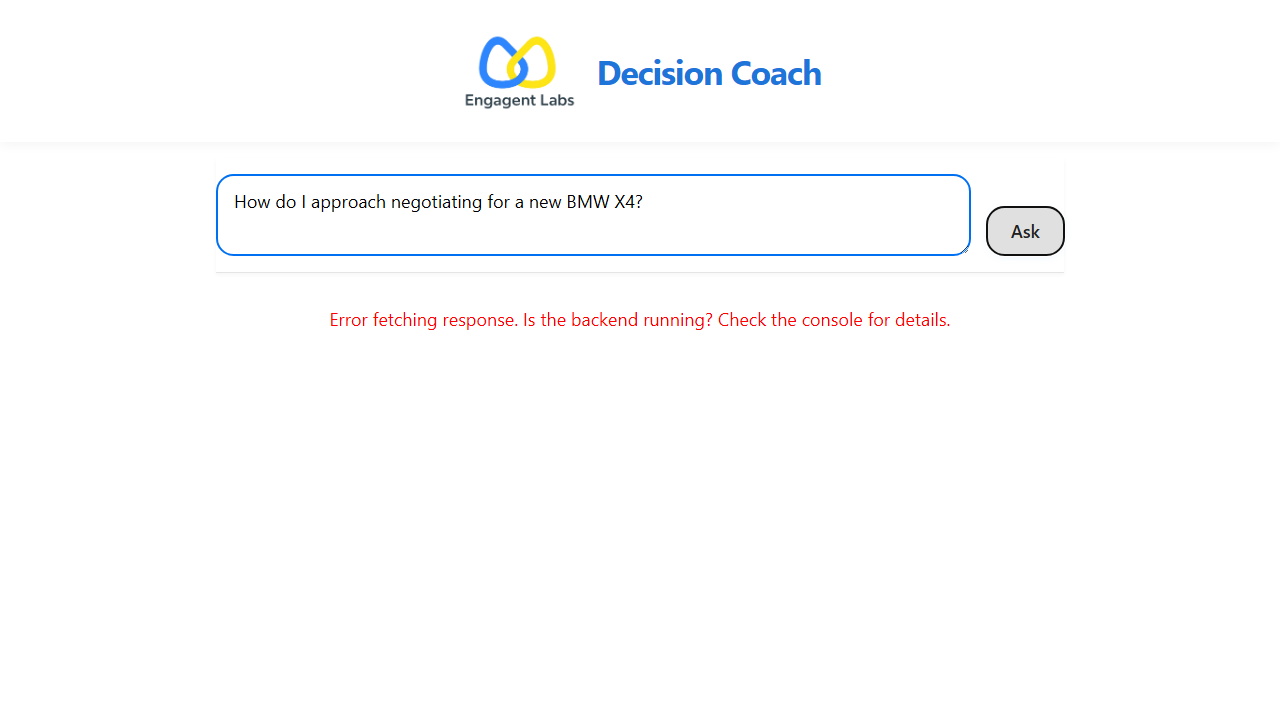 Engagent Labs
Decision Coach
How do I approach negotiating for a new BMW X4?
Ask
Error fetching response. Is the backend running? Check the console for details.